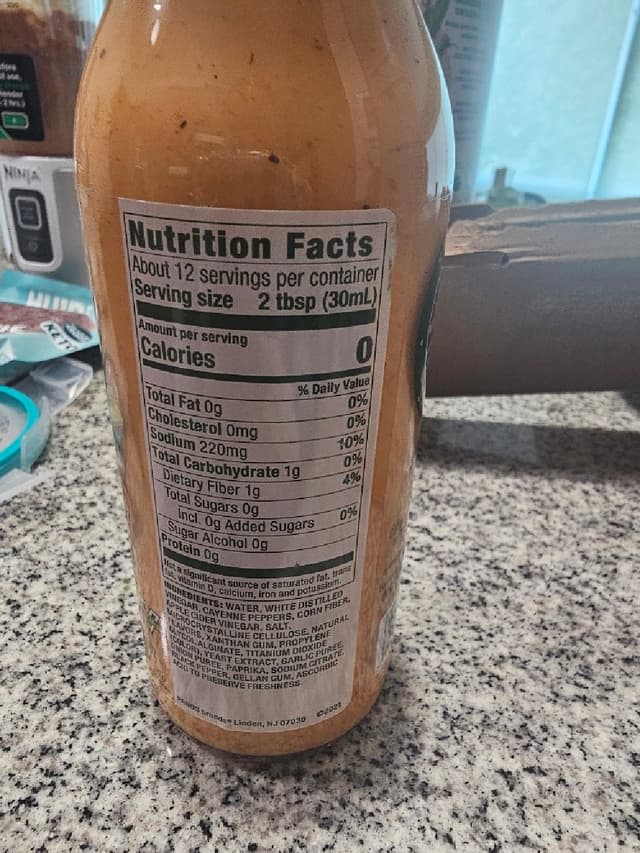 NINJA
Nutrition Facts
About 12 servings per container
Serving size 2 tbsp (30mL)
Amount per serving
Calories 0
% Daily Value
Total Fat 0g 0%
Cholesterol 0mg 0%
Sodium 220mg 10%
Total Carbohydrate 1g 0%
Dietary Fiber 1g 4%
Total Sugars 0g
Incl. 0g Added Sugars 0%
Sugar Alcohol 0g
Protein 0g
Not a significant source of saturated fat, trans
fat, vitamin D, calcium, iron and potassium.
INGREDIENTS: WATER, WHITE DISTILLED
VINEGAR, CAYENNE PEPPERS, CORN FIBER,
APPLE CIDER VINEGAR, SALT,
MICROCRYSTALLINE CELLULOSE, NATURAL
FLAVORS, XANTHAN GUM, PROPYLENE
GLYCOL ALGINATE, TITANIUM DIOXIDE
(COLOR), YEAST EXTRACT, GARLIC PUREE,
ONION PUREE, PAPRIKA, SODIUM CITRATE,
BLACK PEPPER, GELLAN GUM, ASCORBIC
ACID TO PRESERVE FRESHNESS.
Brands Linden, NJ 07036 ©2021